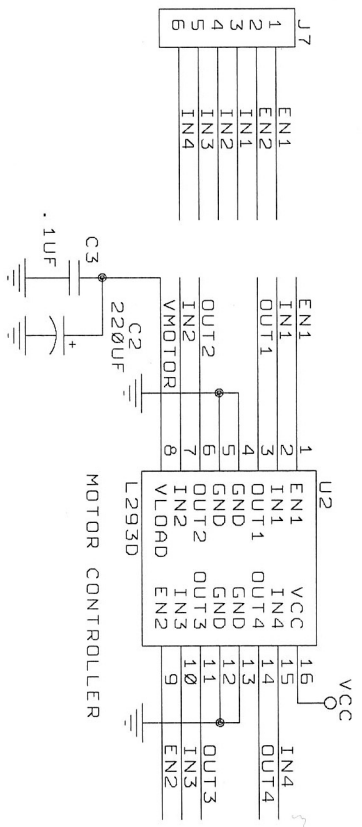 J7
1
2
3
4
5
6
EN1
EN2
IN1
IN2
IN3
IN4
EN1
IN1
OUT1
OUT2
IN2
VMOTOR
C3
.1UF
C2
220UF
+
1
2
3
4
5
6
7
8
U2
EN1
IN1
OUT1
GND
GND
OUT2
IN2
VLOAD
VCC
IN4
OUT4
GND
GND
OUT3
IN3
EN2
L293D
MOTOR CONTROLLER
16
15
14
13
12
11
10
9
VCC
IN4
OUT4
OUT3
IN3
EN2